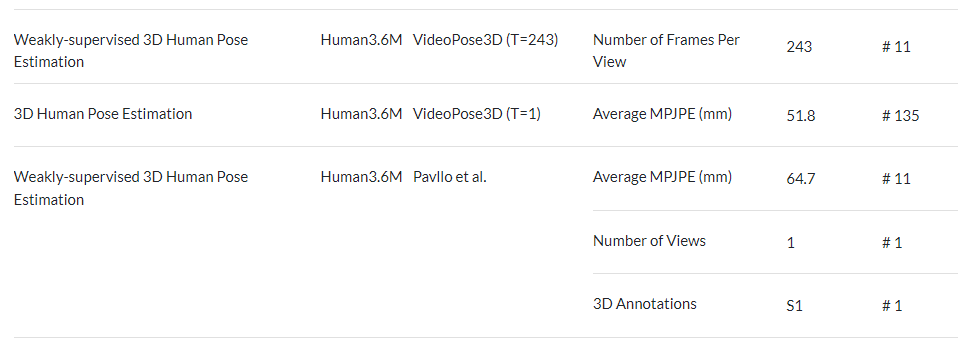 Weakly-supervised 3D Human Pose Estimation Human3.6M VideoPose3D (T=243) Number of Frames Per View 243 # 11
3D Human Pose Estimation Human3.6M VideoPose3D (T=1) Average MPJPE (mm) 51.8 # 135
Weakly-supervised 3D Human Pose Estimation Human3.6M Pavllo et al. Average MPJPE (mm) 64.7 # 11
Number of Views 1 # 1
3D Annotations S1 # 1